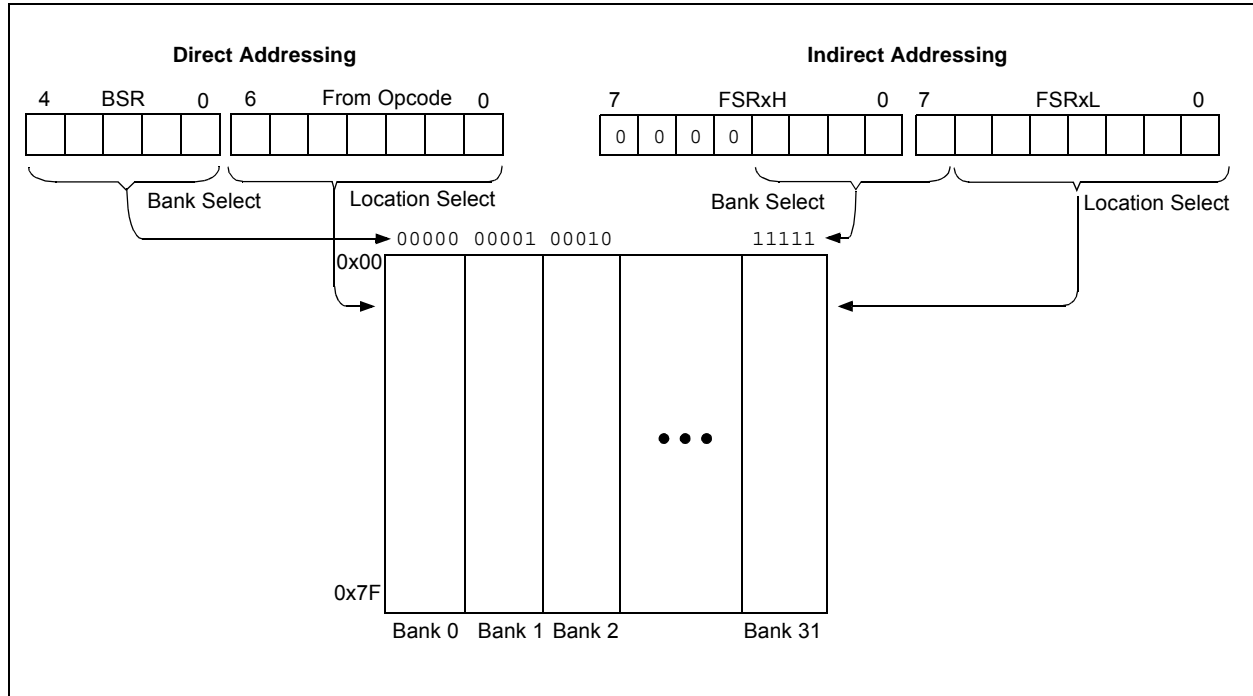 Direct Addressing
Indirect Addressing
4 BSR 0 6 From Opcode 0
7 FSRxH 0 7 FSRxL 0
0 0 0 0
Bank Select
Location Select
Bank Select
Location Select
00000 00001 00010 11111
0x00
0x7F
Bank 0 Bank 1 Bank 2 Bank 31